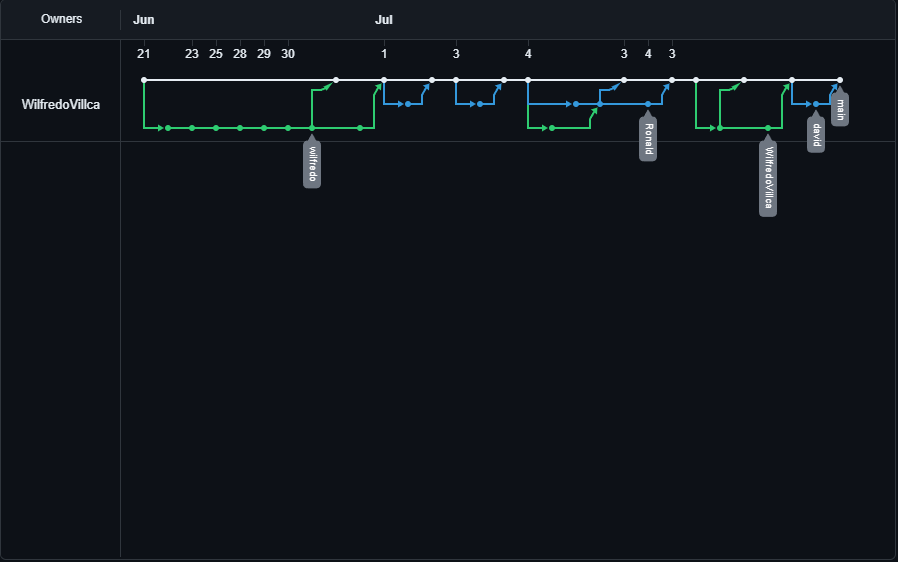 Owners
Jun
Jul
21 23 25 28 29 30 1 3 4 3 4 3
WilfredoVillca
wilfredo
Ronald
WilfredoVillca
david
main